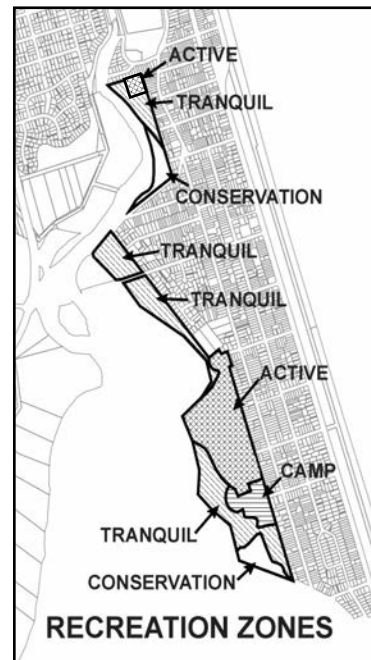 ACTIVE
TRANQUIL
CONSERVATION
TRANQUIL
TRANQUIL
ACTIVE
CAMP
TRANQUIL
CONSERVATION
RECREATION ZONES